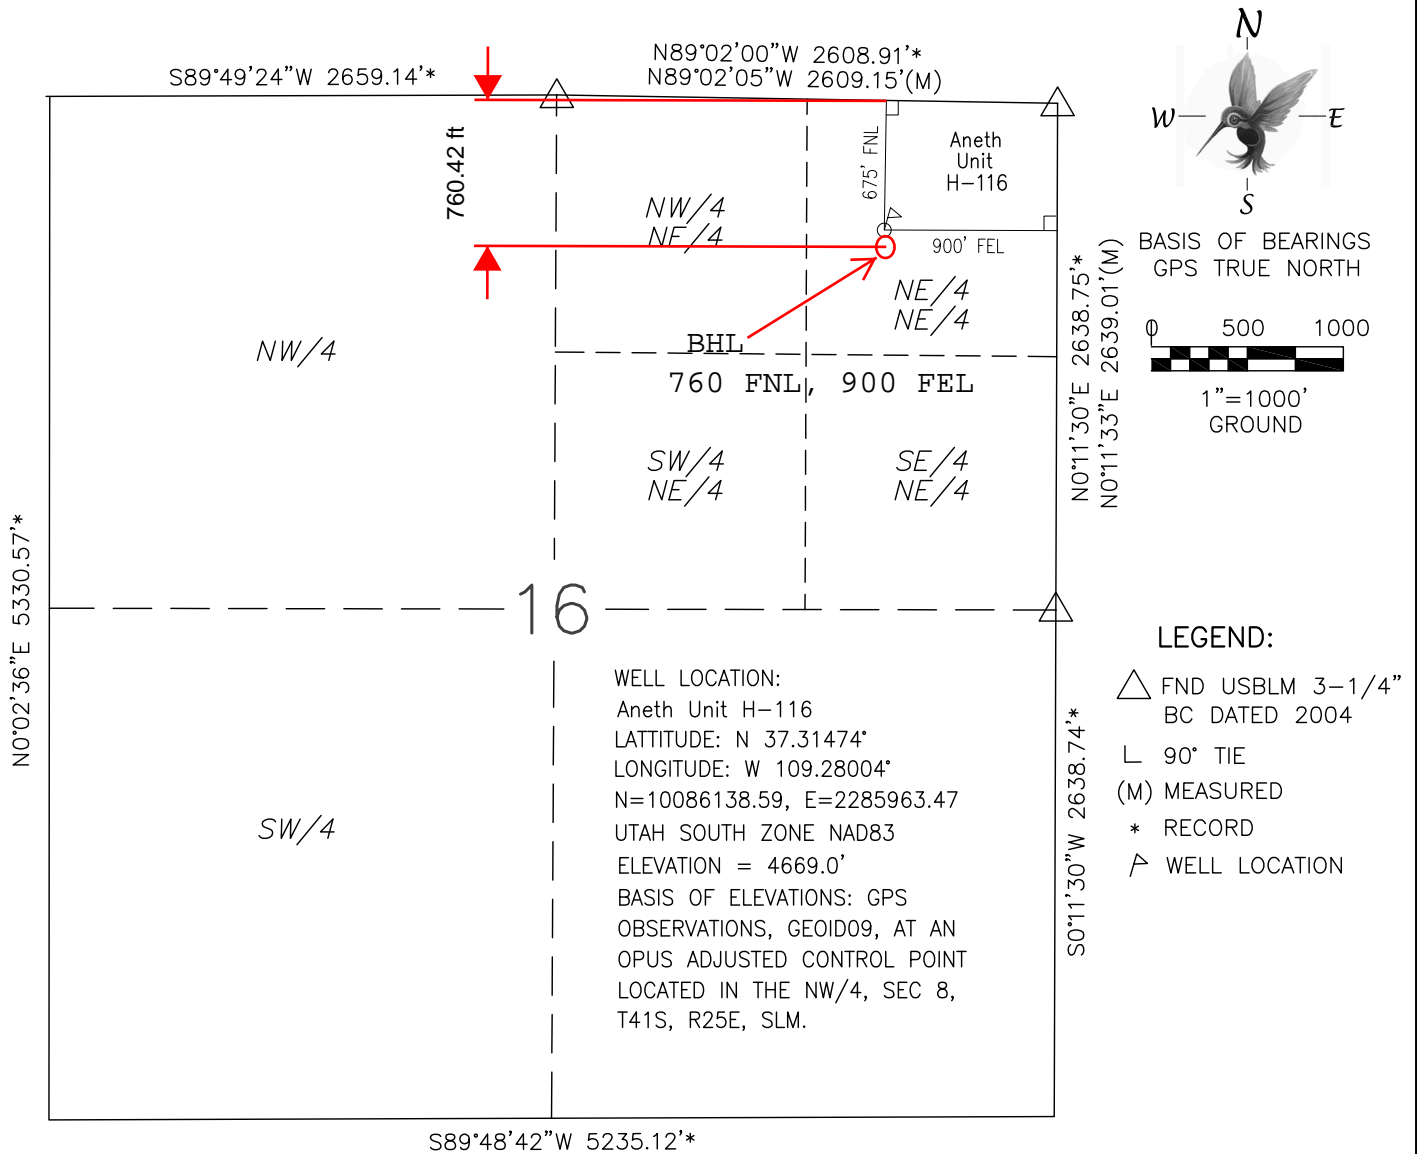 N89°02'00"W 2608.91'*
S89°49'24"W 2659.14'*
N89°02'05"W 2609.15'(M)
N
W
E
S
BASIS OF BEARINGS
GPS TRUE NORTH
0 500 1000
1"=1000'
GROUND
760.42 ft
675' FNL
Aneth
Unit
H-116
900' FEL
NW/4
NE/4
NE/4
NE/4
NW/4
BHL
760 FNL, 900 FEL
SW/4
NE/4
SE/4
NE/4
N0°11'30"E 2638.75'*
N0°11'33"E 2639.01'(M)
N0°02'36"E 5330.57'*
16
SW/4
WELL LOCATION:
Aneth Unit H-116
LATTITUDE: N 37.31474°
LONGITUDE: W 109.28004°
N=10086138.59, E=2285963.47
UTAH SOUTH ZONE NAD83
ELEVATION = 4669.0'
BASIS OF ELEVATIONS: GPS
OBSERVATIONS, GEOID09, AT AN
OPUS ADJUSTED CONTROL POINT
LOCATED IN THE NW/4, SEC 8,
T41S, R25E, SLM.
S0°11'30"W 2638.74'*
LEGEND:
FND USBLM 3-1/4"
BC DATED 2004
90° TIE
(M) MEASURED
* RECORD
WELL LOCATION
S89°48'42"W 5235.12'*